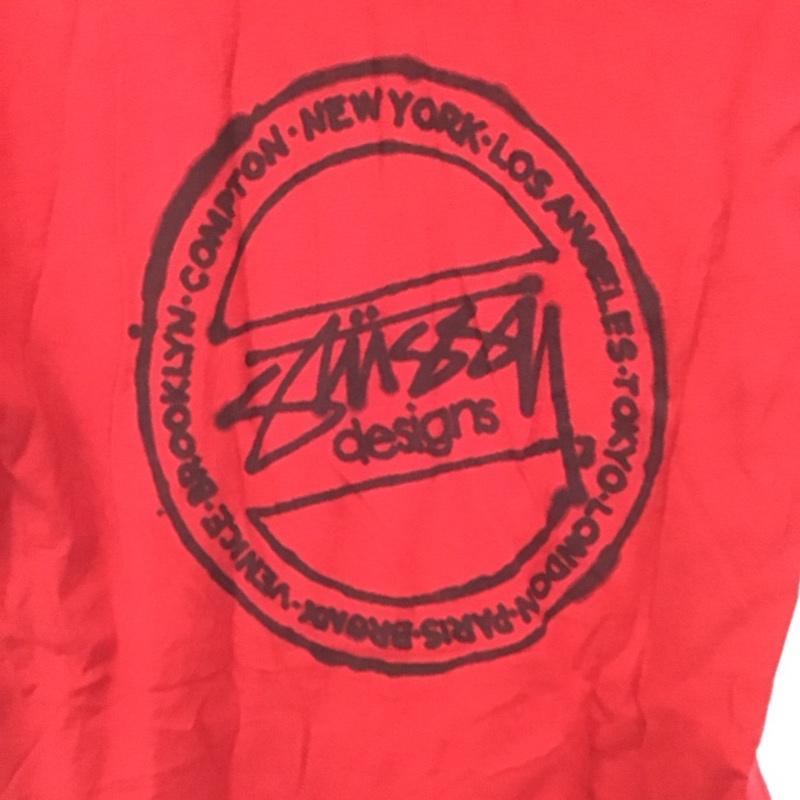 NEW YORK · LOS ANGELES · TOKYO · LONDON · PARIS · BRONX · VENICE · BROOKLYN · COMPTON ·
Stüssy
designs